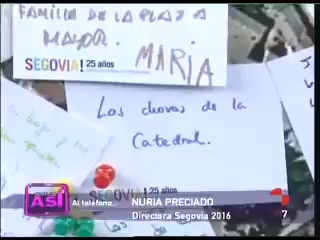 FAMILIA DE LA PLAZA
MAYOR.
MARIA
SEGOVIA! 25 años
Los chovas de la
Catedral.
SEGOVIA! 25 años
ASÍ
Al teléfono.
NURIA PRECIADO
Directora Segovia 2016
7